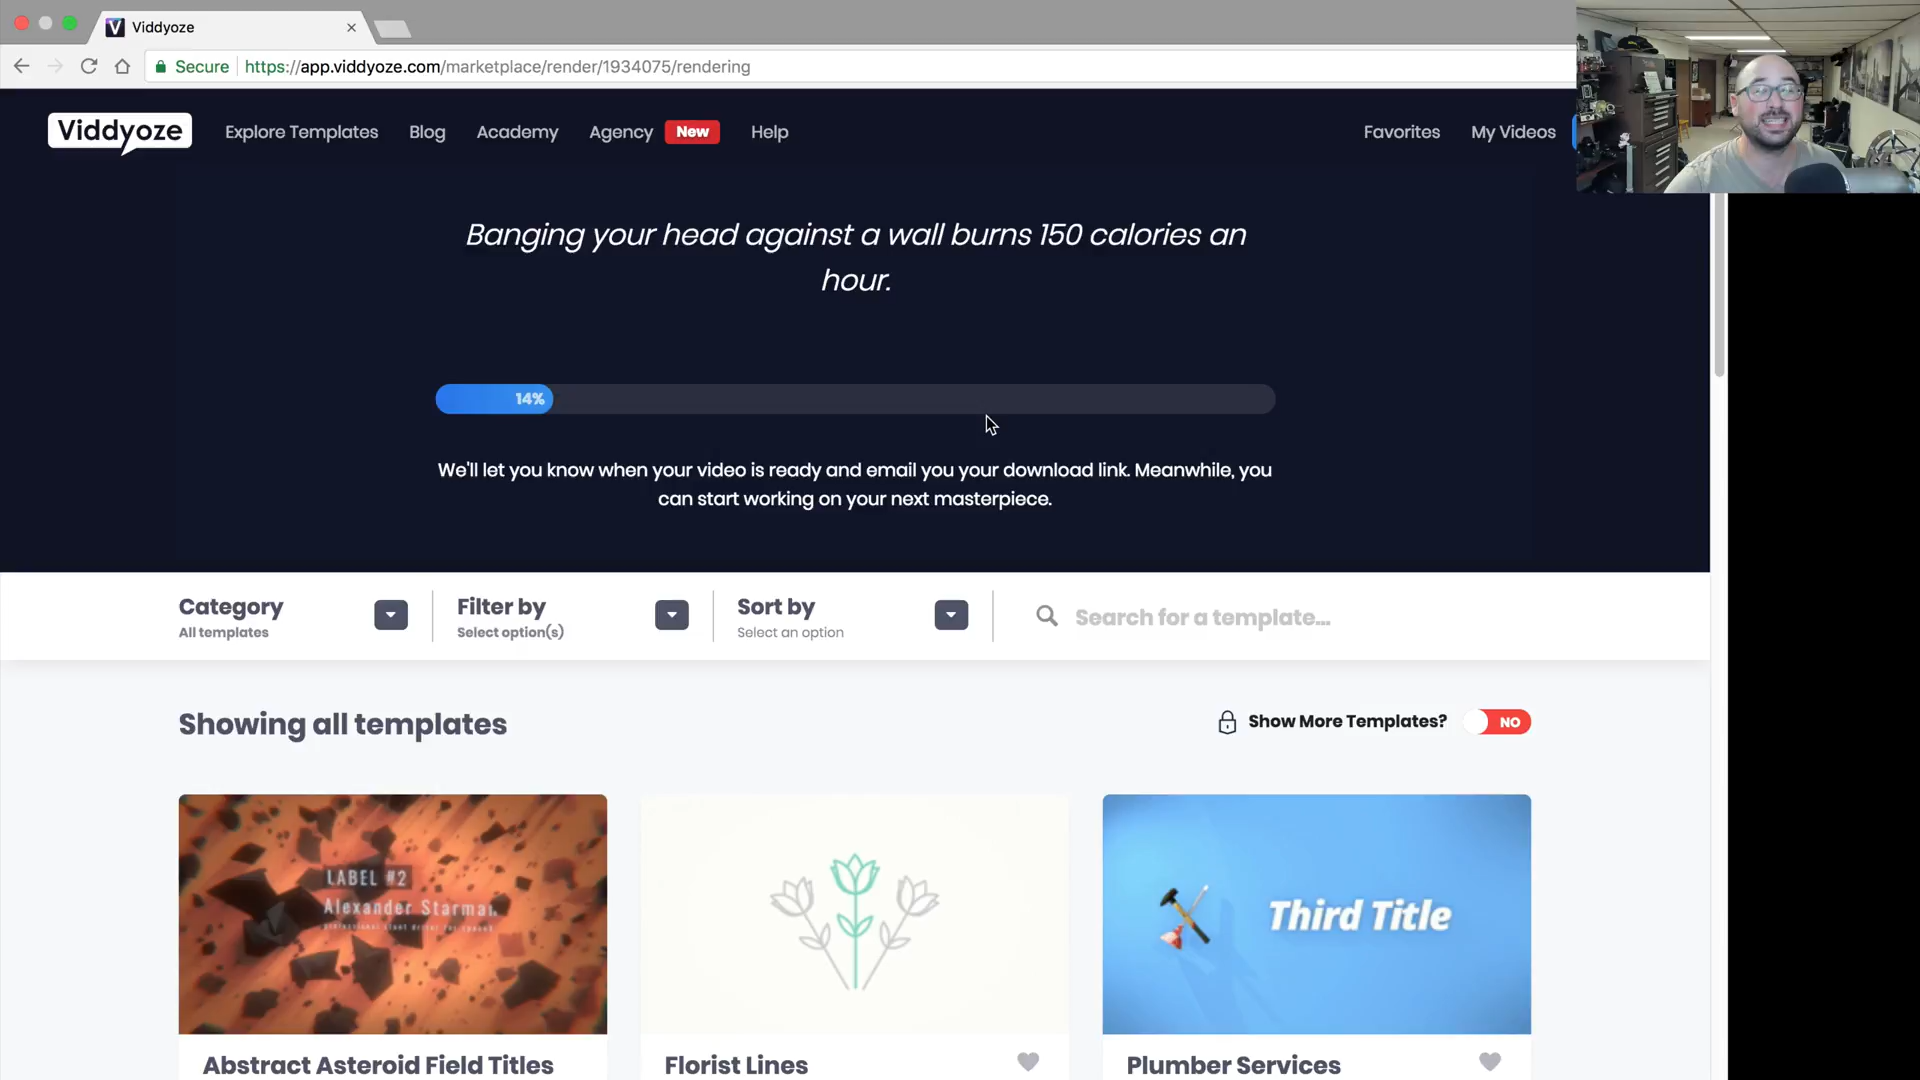 Viddyoze
Secure
https://app.viddyoze.com/marketplace/render/1934075/rendering
Viddyoze
Explore Templates
Blog
Academy
Agency
New
Help
Favorites
My Videos
Banging your head against a wall burns 150 calories an
hour.
14%
We'll let you know when your video is ready and email you your download link. Meanwhile, you
can start working on your next masterpiece.
Category
All templates
Filter by
Select option(s)
Sort by
Select an option
Search for a template...
Showing all templates
Show More Templates?
NO
LABEL #2
Alexander Starman
Third Title
Abstract Asteroid Field Titles
Florist Lines
Plumber Services